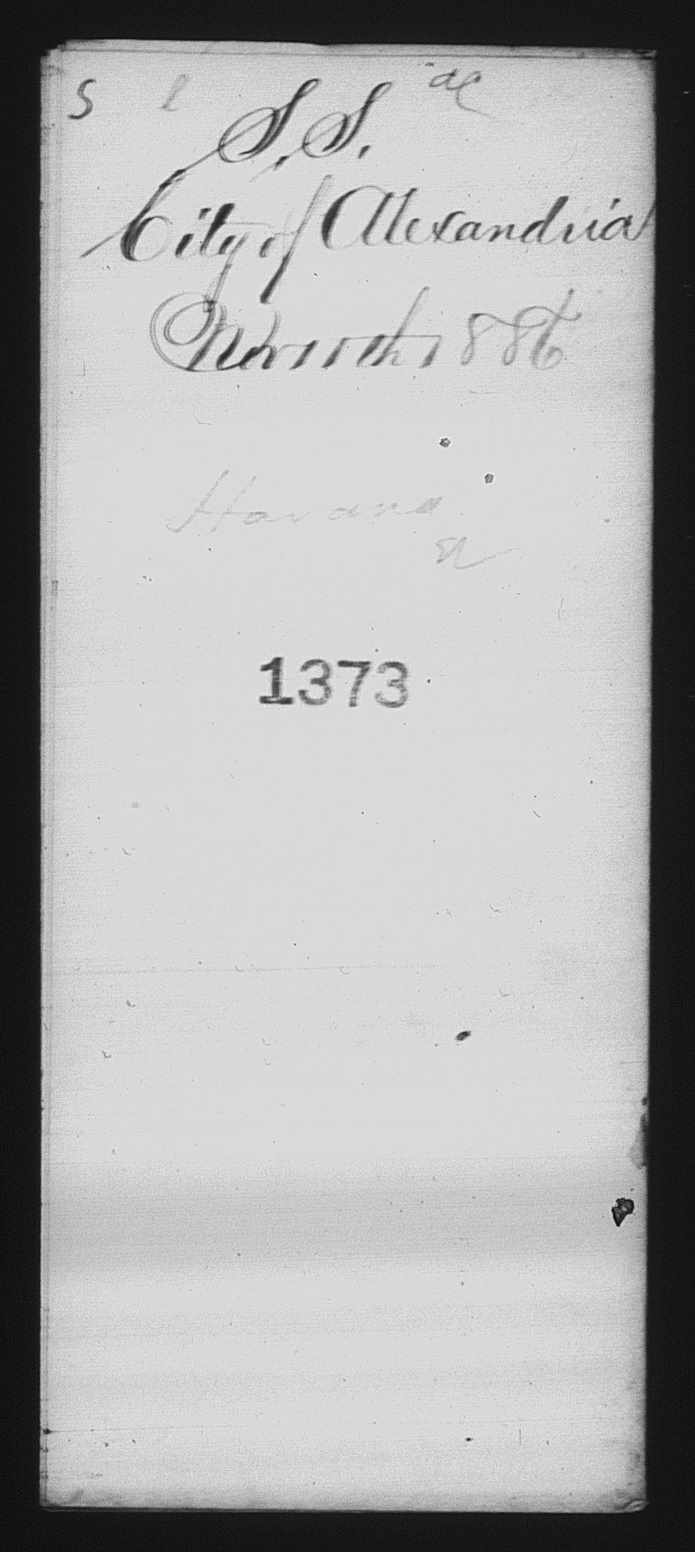 S
S.S.
City of Alexandria
Nov 11th 1886
Havana
1373